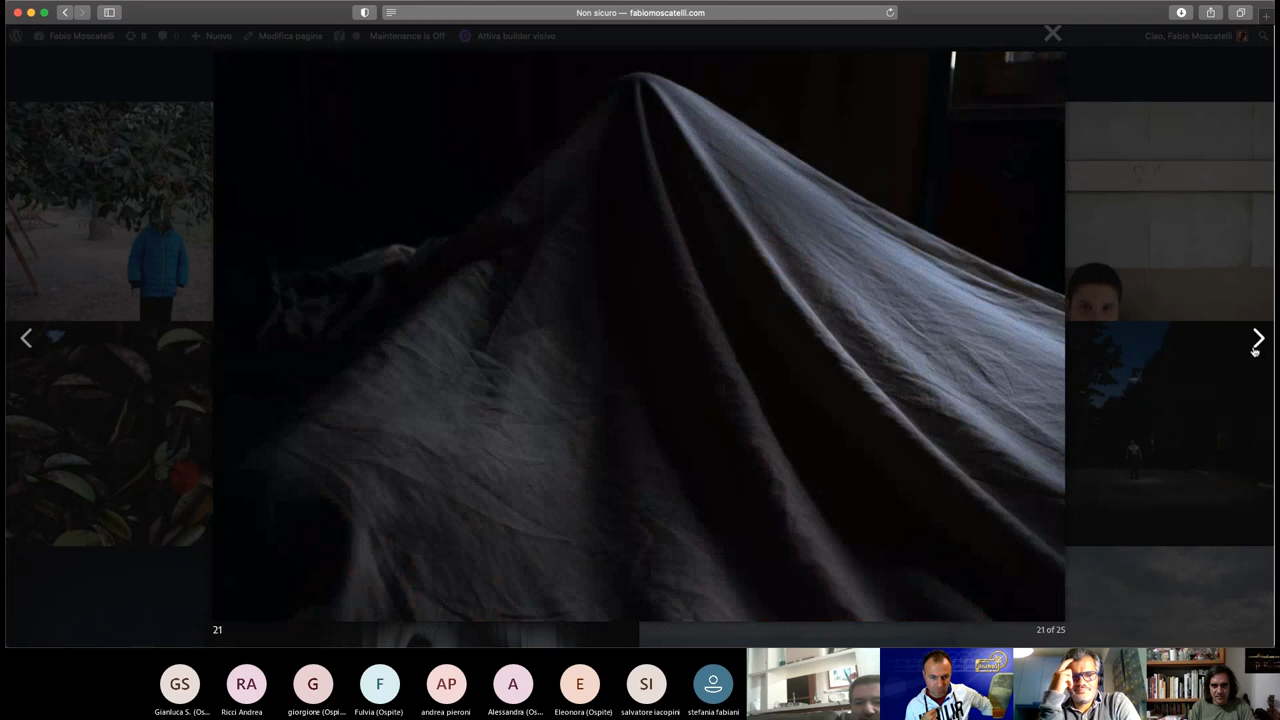 Non sicuro — fabiomoscatelli.com
Fabio Moscatelli 8 0 Nuovo Modifica pagina Maintenance is Off Attiva builder visivo Ciao, Fabio Moscatelli
21 21 of 25
GS RA G F AP A E SI
Gianluca S. (Os... Ricci Andrea giorgione (Ospi... Fulvia (Ospite) andrea pieroni Alessandra (Os... Eleonora (Ospite) salvatore iacopini stefania fabiani